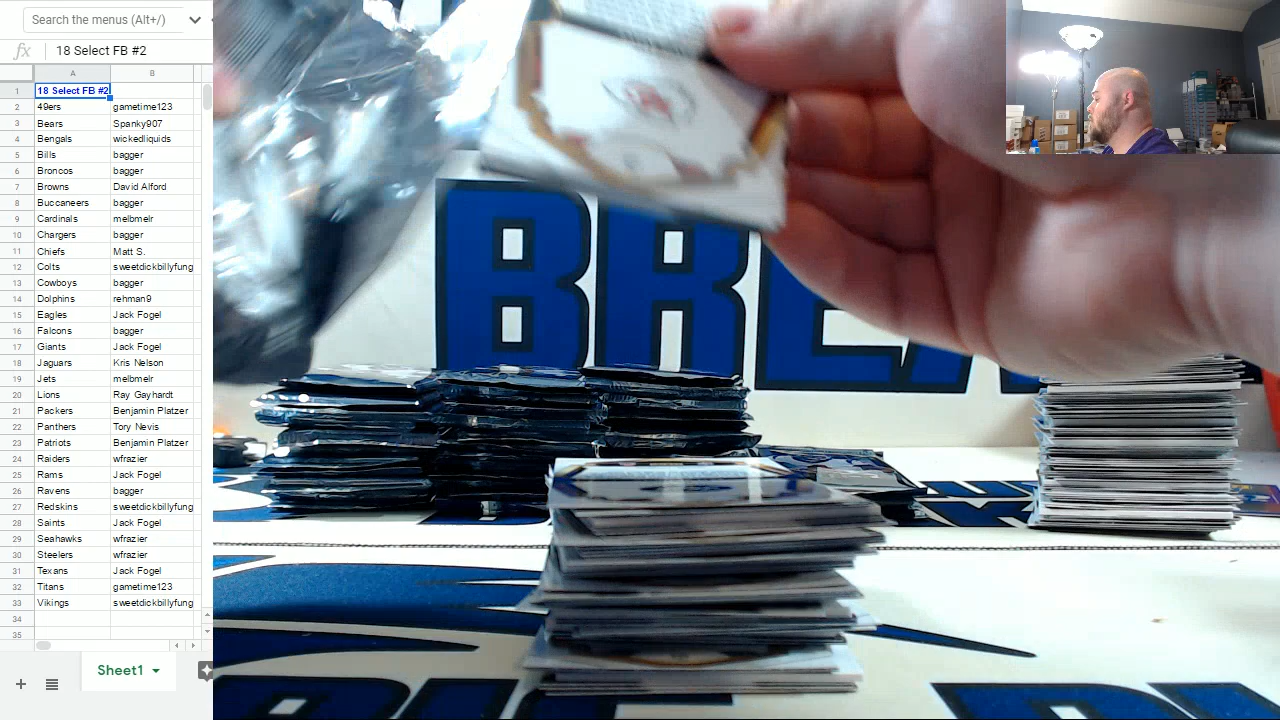 Search the menus (Alt+/)
fx 18 Select FB #2
A B
1 18 Select FB #2
2 49ers gametime123
3 Bears Spanky907
4 Bengals wickedliquids
5 Bills bagger
6 Broncos bagger
7 Browns David Alford
8 Buccaneers bagger
9 Cardinals melbmelr
10 Chargers bagger
11 Chiefs Matt S.
12 Colts sweetdickbillyfung
13 Cowboys bagger
14 Dolphins rehman9
15 Eagles Jack Fogel
16 Falcons bagger
17 Giants Jack Fogel
18 Jaguars Kris Nelson
19 Jets melbmelr
20 Lions Ray Gayhardt
21 Packers Benjamin Platzer
22 Panthers Tory Nevis
23 Patriots Benjamin Platzer
24 Raiders wfrazier
25 Rams Jack Fogel
26 Ravens bagger
27 Redskins sweetdickbillyfung
28 Saints Jack Fogel
29 Seahawks wfrazier
30 Steelers wfrazier
31 Texans Jack Fogel
32 Titans gametime123
33 Vikings sweetdickbillyfung
34
35
Sheet1
BREA